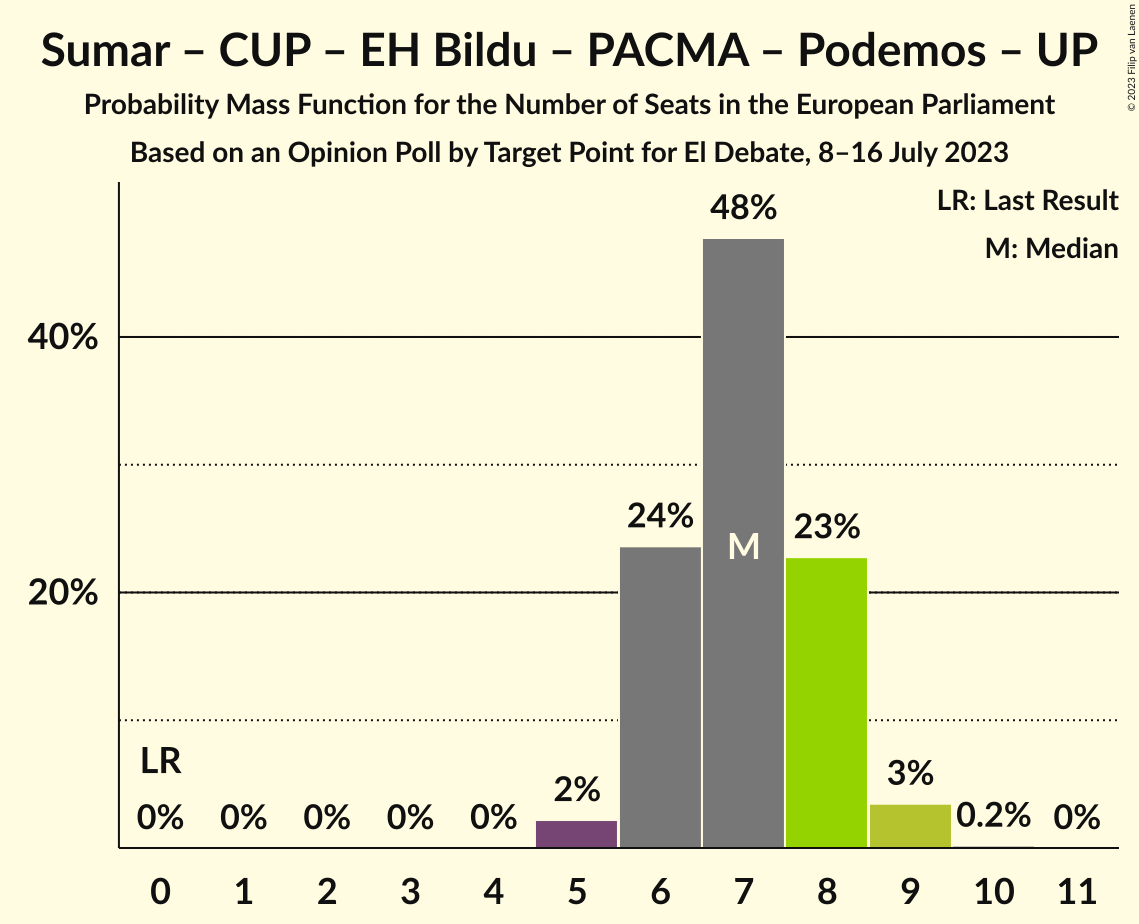 Sumar – CUP – EH Bildu – PACMA – Podemos – UP
Probability Mass Function for the Number of Seats in the European Parliament
Based on an Opinion Poll by Target Point for El Debate, 8–16 July 2023
© 2023 Filip van Laenen
LR: Last Result
M: Median
48%
40%
24%
23%
M
20%
LR
3%
2%
0% 0% 0% 0% 0% 0.2% 0%
0 1 2 3 4 5 6 7 8 9 10 11